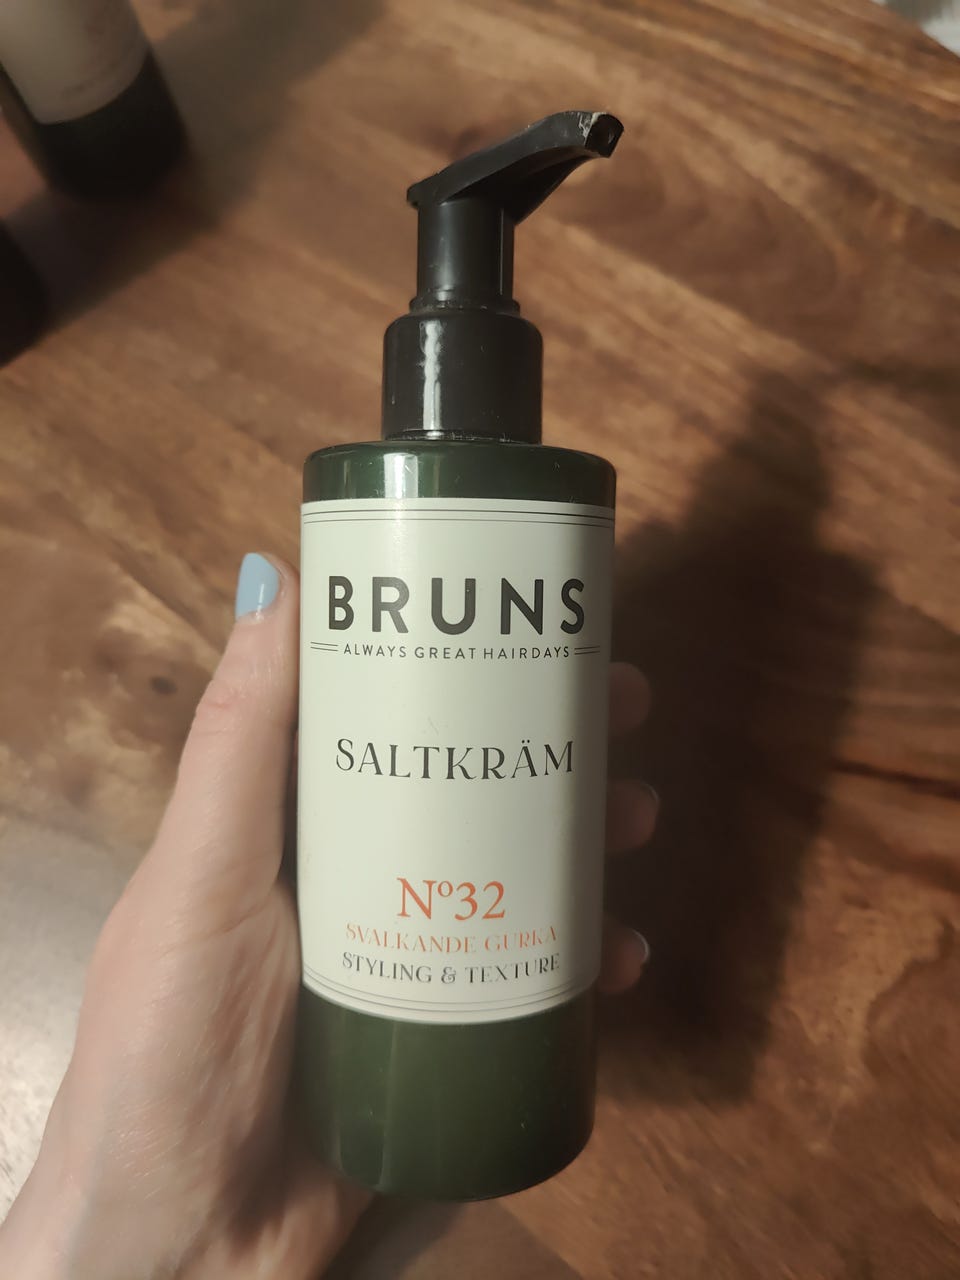 BRUNS
ALWAYS GREAT HAIRDAYS
SALTKRÄM
Nº32
SVALKANDE GURKA
STYLING & TEXTURE